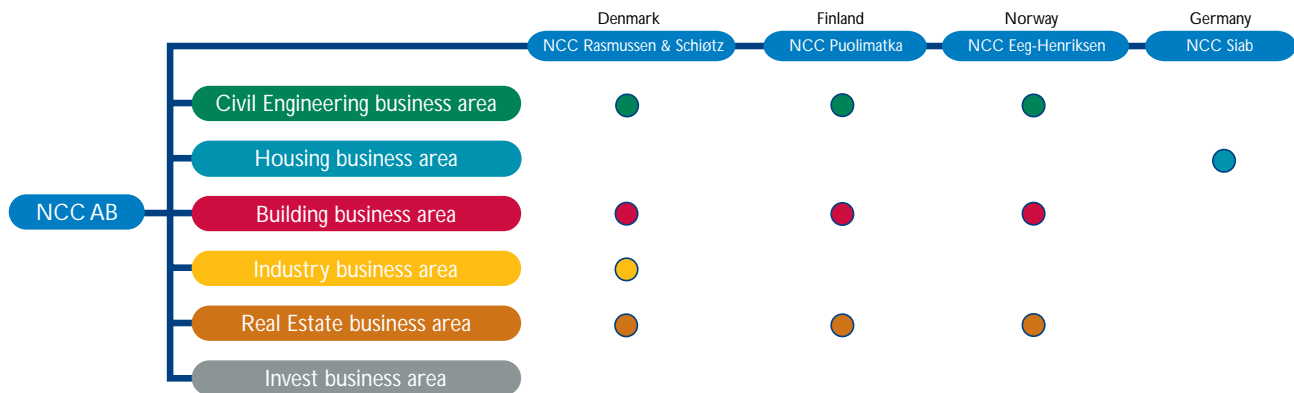 Denmark Finland Norway Germany
NCC Rasmussen & Schiøtz NCC Puolimatka NCC Eeg-Henriksen NCC Siab
Civil Engineering business area
Housing business area
NCC AB
Building business area
Industry business area
Real Estate business area
Invest business area